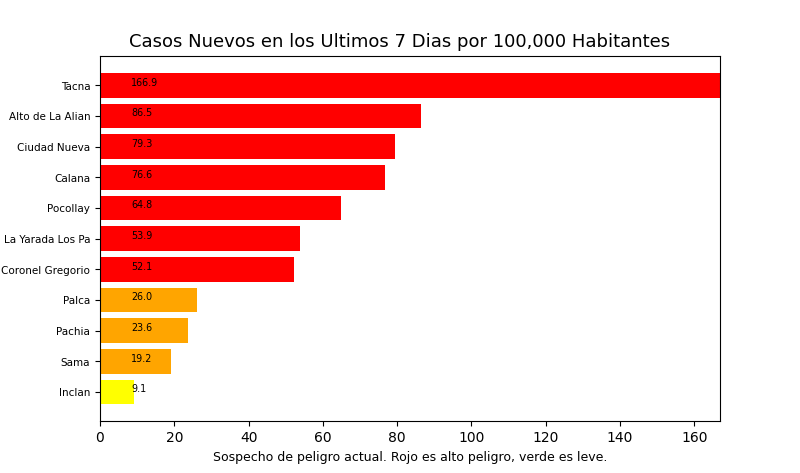 Casos Nuevos en los Ultimos 7 Dias por 100,000 Habitantes
Tacna 166.9
Alto de La Alian 86.5
Ciudad Nueva 79.3
Calana 76.6
Pocollay 64.8
La Yarada Los Pa 53.9
Coronel Gregorio 52.1
Palca 26.0
Pachia 23.6
Sama 19.2
Inclan 9.1
0 20 40 60 80 100 120 140 160
Sospecho de peligro actual. Rojo es alto peligro, verde es leve.